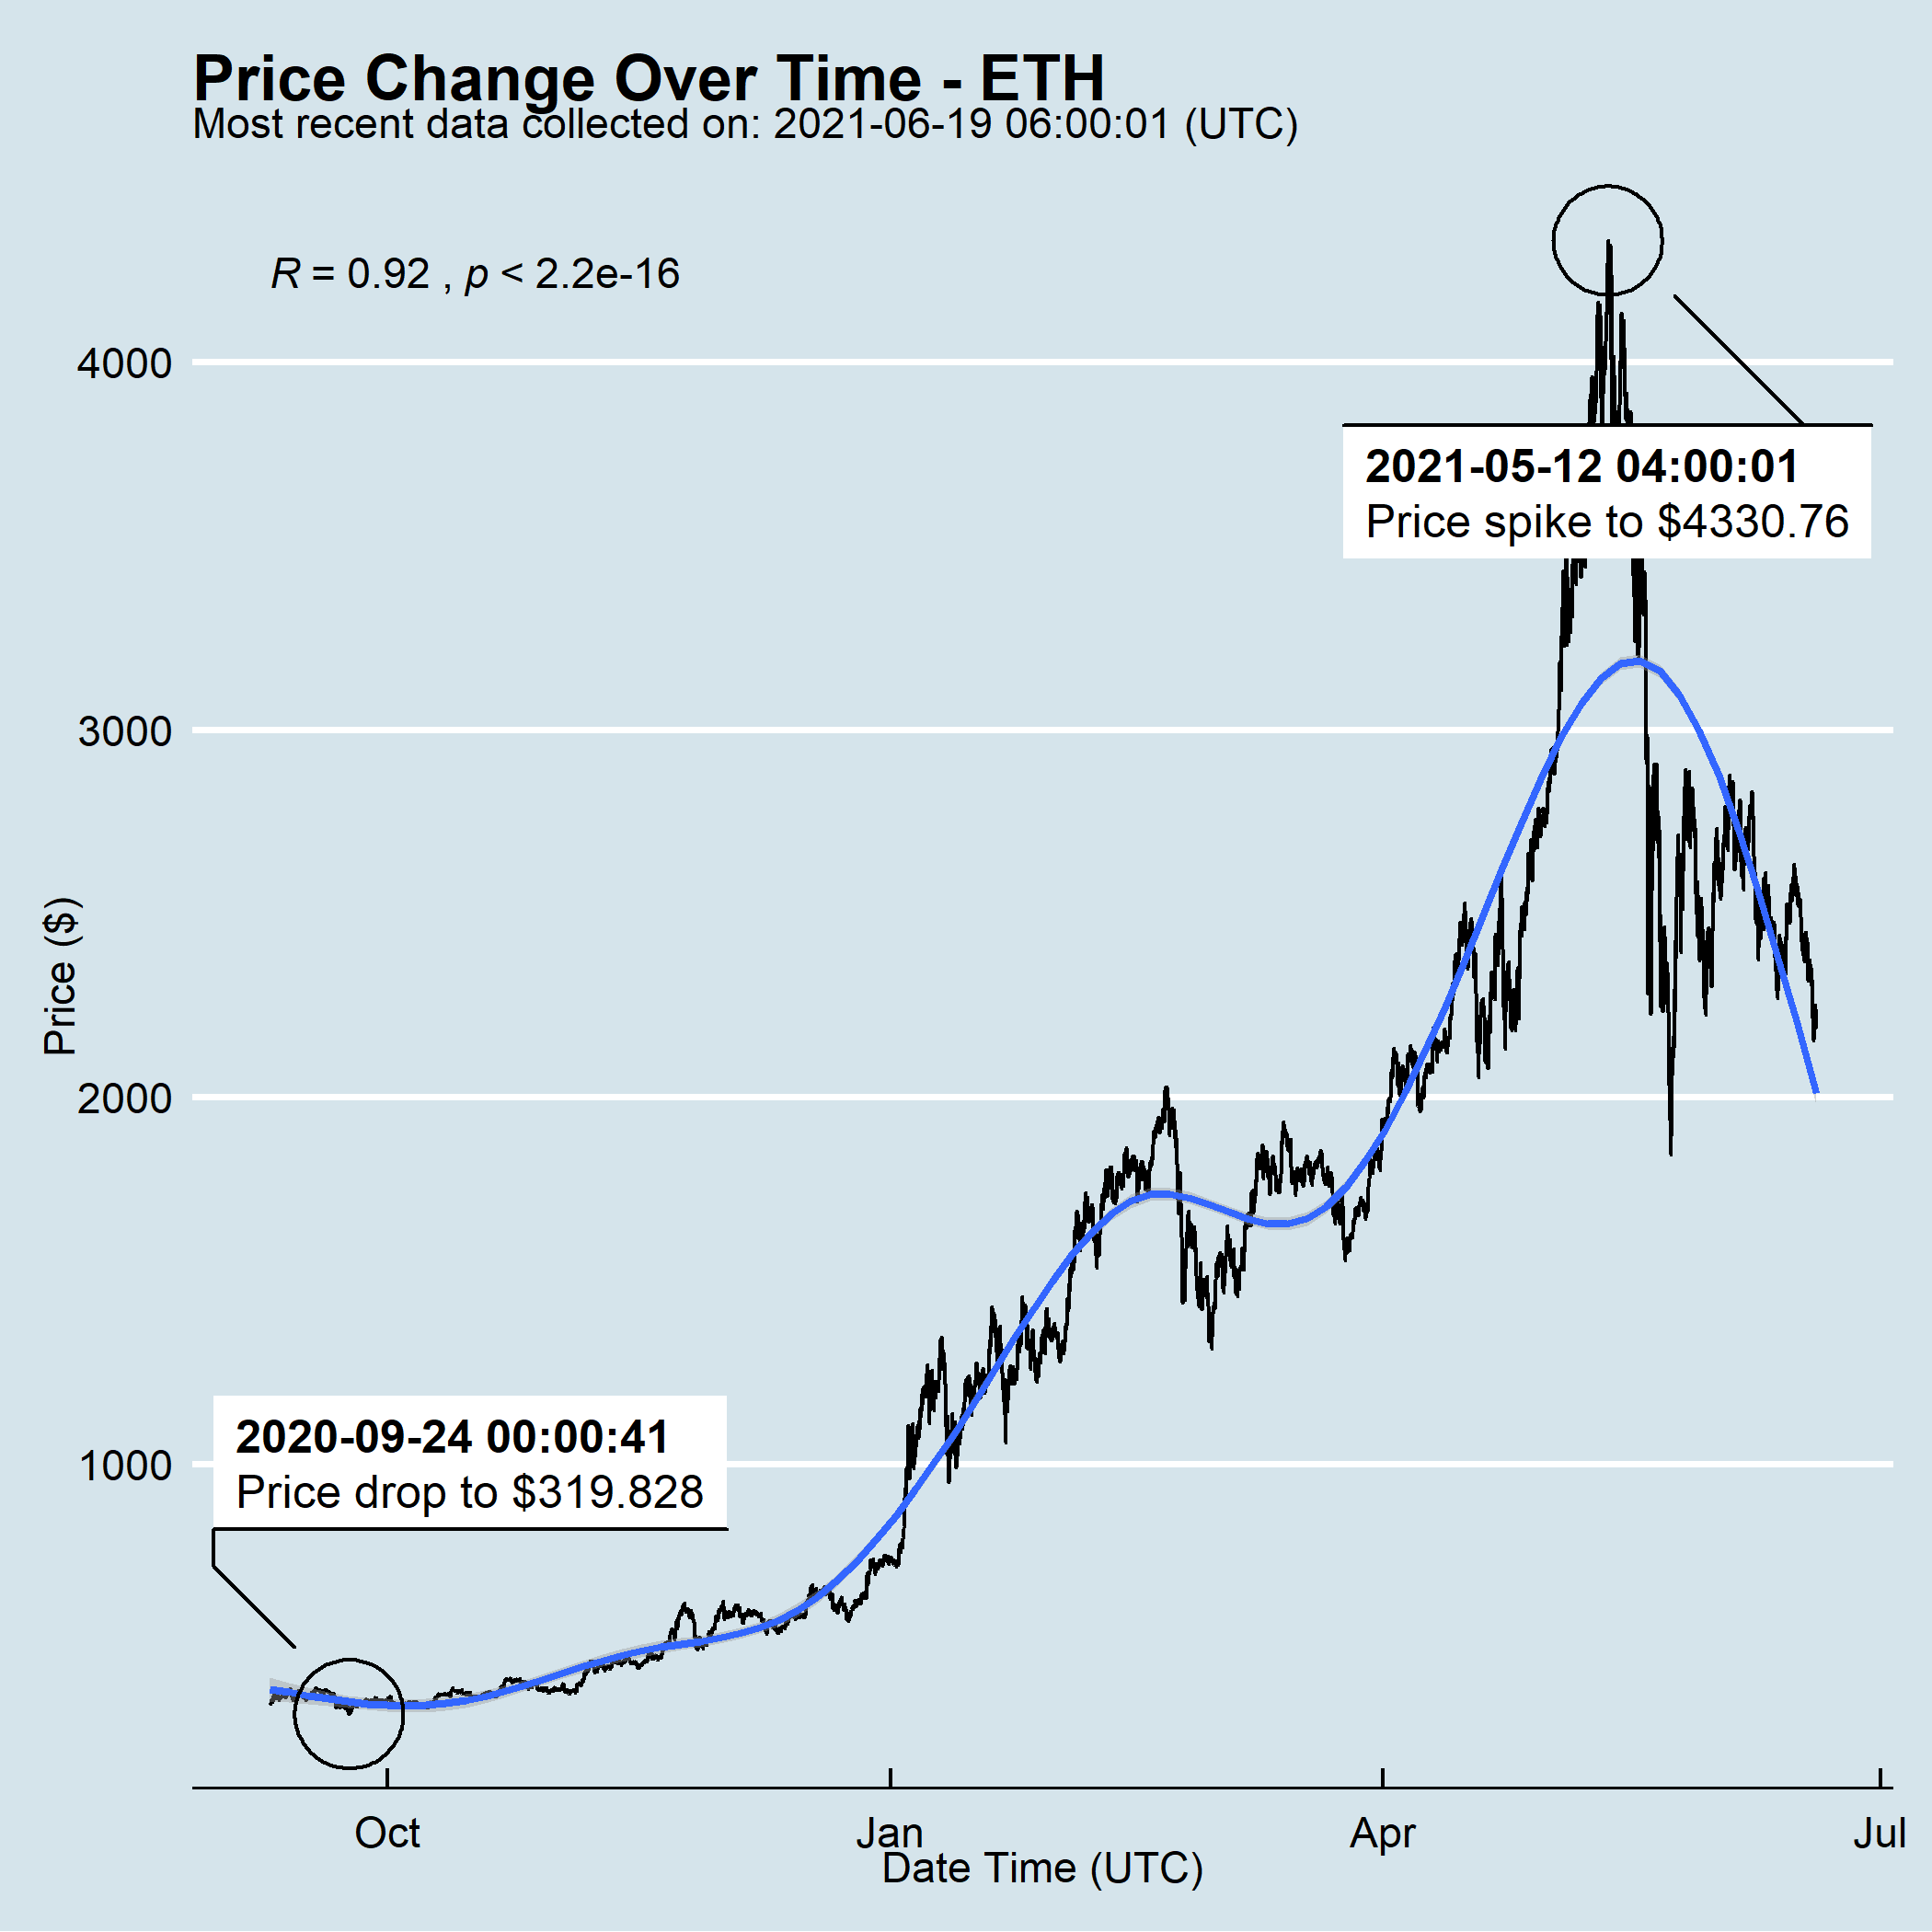 Price Change Over Time - ETH
Most recent data collected on: 2021-06-19 06:00:01 (UTC)
R = 0.92 , p < 2.2e-16
4000
2021-05-12 04:00:01
Price spike to $4330.76
3000
Price ($)
2000
2020-09-24 00:00:41
1000
Price drop to $319.828
Oct
Jan
Apr
Jul
Date Time (UTC)